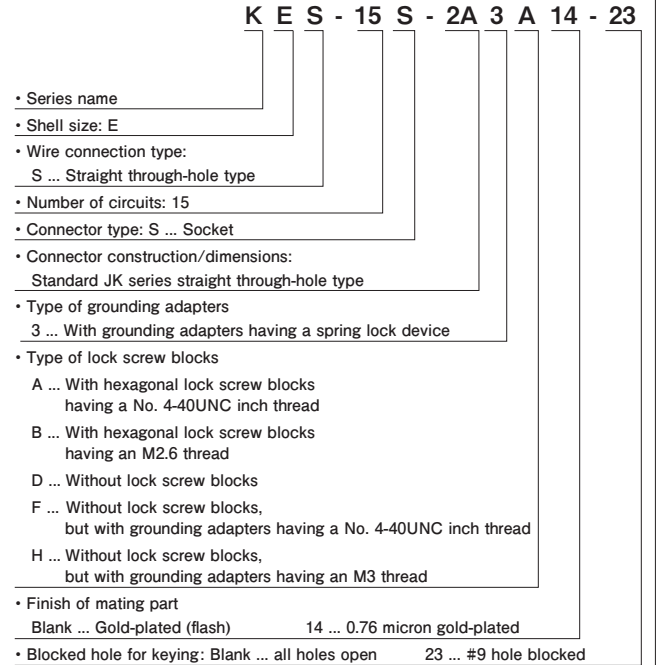 K E S - 15 S - 2A 3 A 14 - 23
• Series name
• Shell size: E
• Wire connection type:
S ... Straight through-hole type
• Number of circuits: 15
• Connector type: S ... Socket
• Connector construction/dimensions:
Standard JK series straight through-hole type
• Type of grounding adapters
3 ... With grounding adapters having a spring lock device
• Type of lock screw blocks
A ... With hexagonal lock screw blocks
having a No. 4-40UNC inch thread
B ... With hexagonal lock screw blocks
having an M2.6 thread
D ... Without lock screw blocks
F ... Without lock screw blocks,
but with grounding adapters having a No. 4-40UNC inch thread
H ... Without lock screw blocks,
but with grounding adapters having an M3 thread
• Finish of mating part
Blank ... Gold-plated (flash) 14 ... 0.76 micron gold-plated
• Blocked hole for keying: Blank ... all holes open 23 ... #9 hole blocked